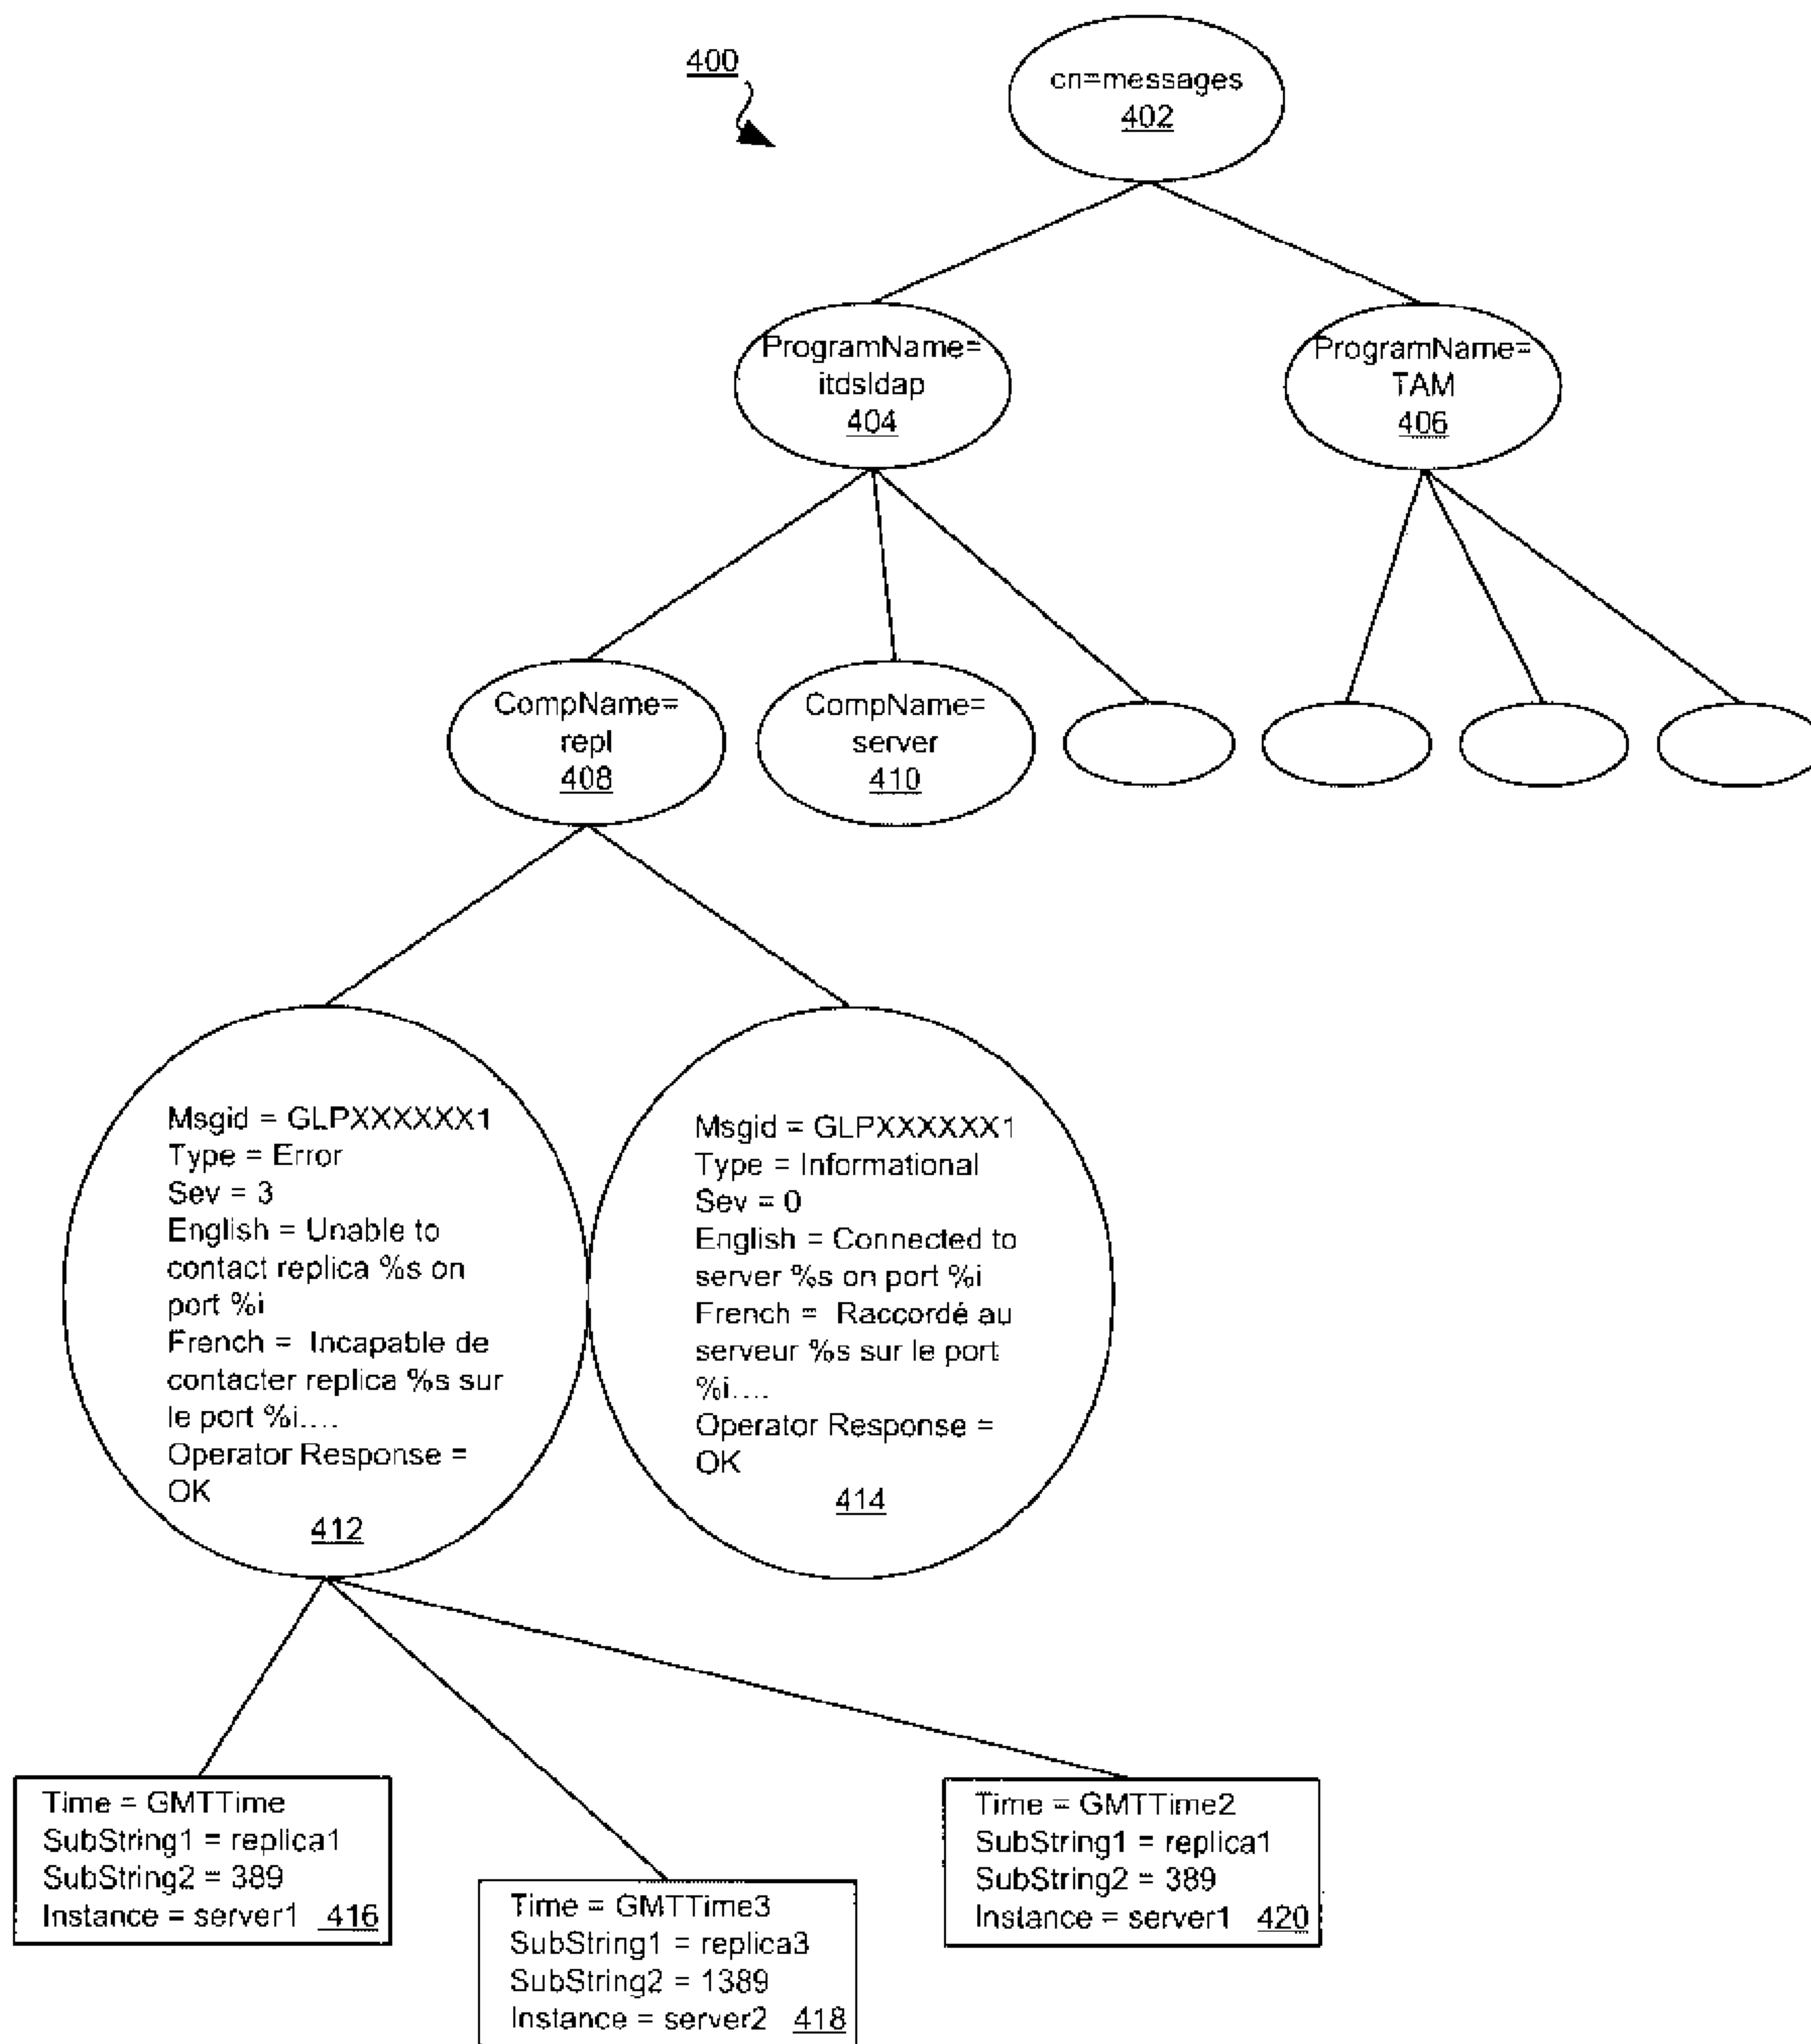 400
cn=messages
402
ProgramName=
itdsldap
404
ProgramName=
TAM
406
CompName=
repl
408
CompName=
server
410
Msgid = GLPXXXXXX1
Type = Error
Sev = 3
English = Unable to
contact replica %s on
port %i
French =  Incapable de
contacter replica %s sur
le port %i....
Operator Response =
OK
412
Msgid = GLPXXXXXX1
Type = Informational
Sev = 0
English = Connected to
server %s on port %i
French =  Raccordé au
serveur %s sur le port
%i....
Operator Response =
OK
414
Time = GMTTime
SubString1 = replica1
SubString2 = 389
Instance = server1 416
Time = GMTTime3
SubString1 = replica3
SubString2 = 1389
Instance = server2 418
Time = GMTTime2
SubString1 = replica1
SubString2 = 389
Instance = server1 420